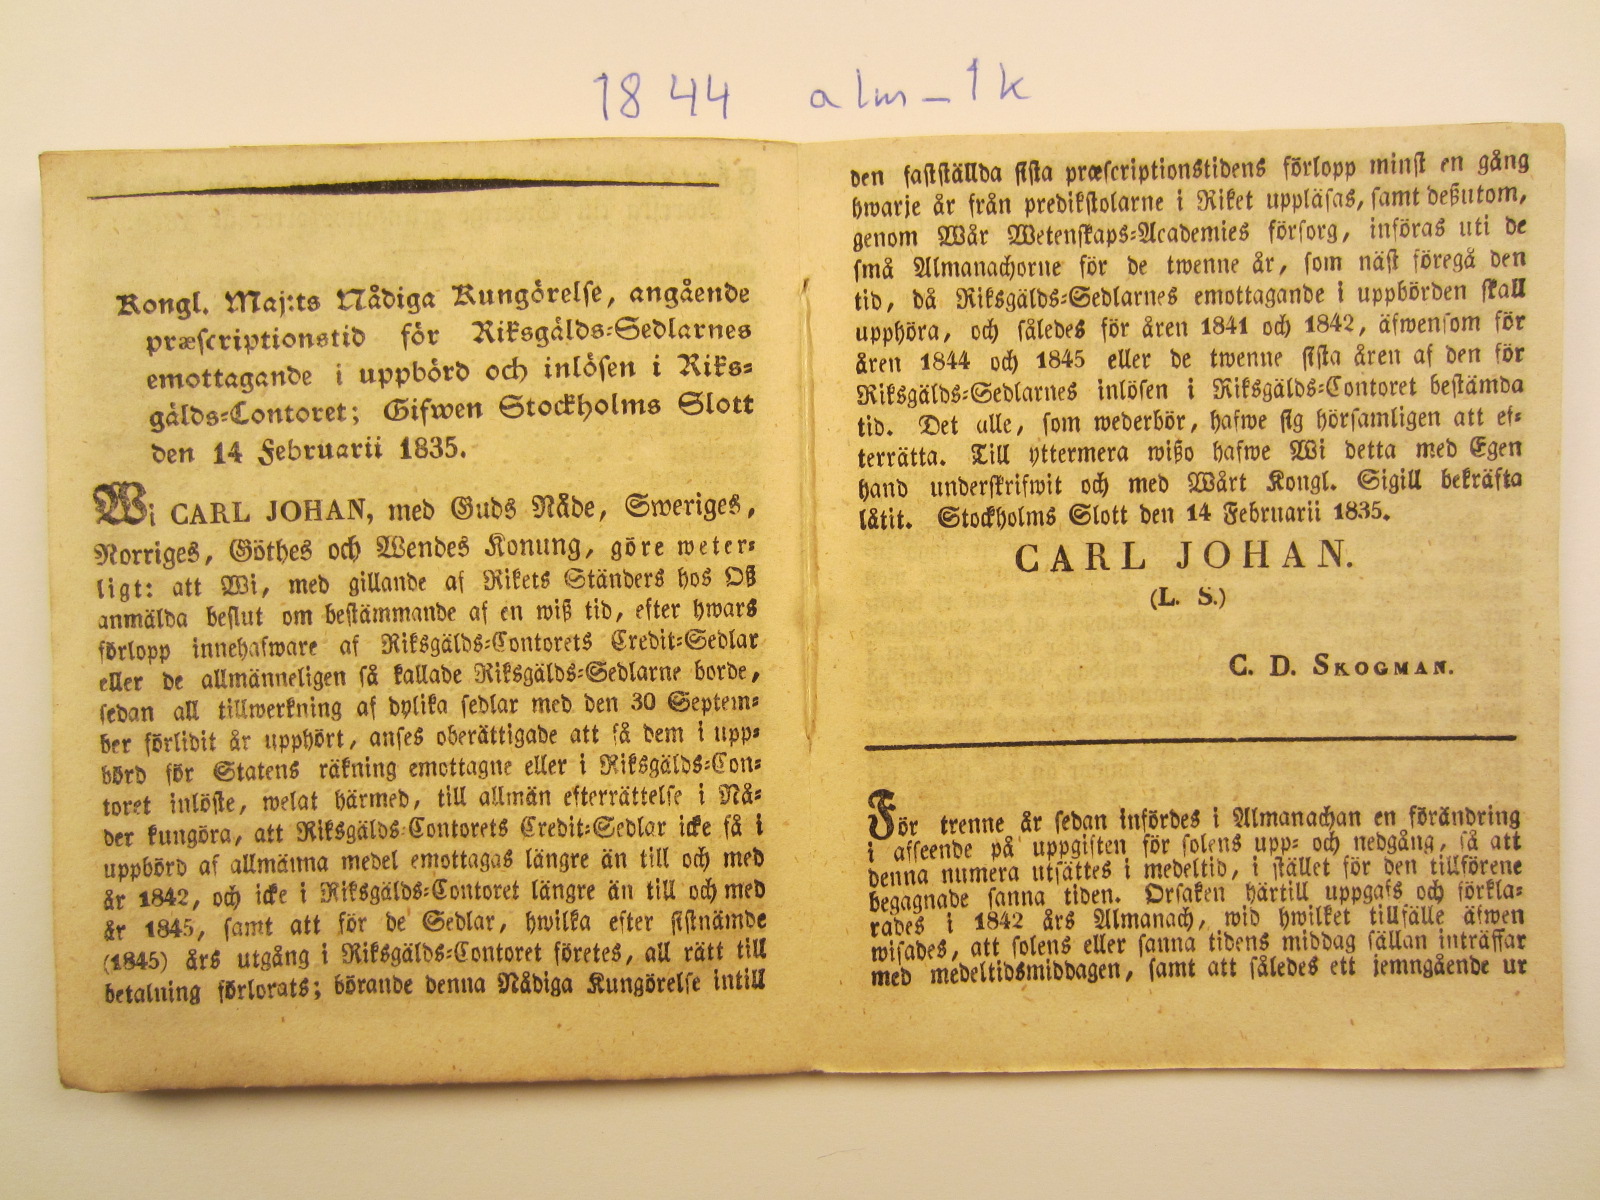 1844 alm-1k
Kongl. Maj:ts Nådiga Kungörelse, angående
præscriptionstid för Riksgälds=Sedlarnes
emottagande i uppbörd och inlösen i Riks=
gälds=Contoret; Gifwen Stockholms Slott
den 14 Februarii 1835.
Wi CARL JOHAN, med Guds Nåde, Sweriges,
Norriges, Göthes och Wendes Konung, göre weter=
ligt: att Wi, med gillande af Rikets Ständers hos Oß
anmälda beslut om bestämmande af en wiß tid, efter hwars
förlopp innehafware af Riksgälds=Contorets Credit=Sedlar
eller de allmänneligen så kallade Riksgälds=Sedlarne borde,
sedan all tillwerkning af dylika sedlar med den 30 Septem=
ber förlidit år upphört, anses oberättigade att få dem i upp=
börd för Statens räkning emottagne eller i Riksgälds=Con=
toret inlöste, welat härmed, till allmän efterrättelse i Nå=
der kungöra, att Riksgälds=Contorets Credit=Sedlar icke få i
uppbörd af allmänna medel emottagas längre än till och med
år 1842, och icke i Riksgälds=Contoret längre än till och med
år 1845, samt att för de Sedlar, hwilka efter sistnämde
(1845) års utgång i Riksgälds=Contoret företes, all rätt till
betalning förlorats; börande denna Nådiga Kungörelse intill
den fastställda sista præscriptionstidens förlopp minst en gång
hwarje år från predikstolarne i Riket uppläsas, samt deßutom,
genom Wår Wetenskaps=Academies försorg, införas uti de
små Almanachorne för de twenne år, som näst föregå den
tid, då Riksgälds=Sedlarnes emottagande i uppbörden skall
upphöra, och således för åren 1841 och 1842, äfwensom för
åren 1844 och 1845 eller de twenne sista åren af den för
Riksgälds=Sedlarnes inlösen i Riksgälds=Contoret bestämda
tid. Det alle, som wederbör, hafwe sig hörsamligen att ef=
terrätta. Till yttermera wißo hafwe Wi detta med Egen
hand underskrifwit och med Wårt Kongl. Sigill bekräfta
låtit. Stockholms Slott den 14 Februarii 1835.
CARL JOHAN.
(L. S.)
C. D. SKOGMAN.
För trenne år sedan infördes i Almanachan en förändring
i afseende på uppgiften för solens upp= och nedgång, så att
denna numera utsättes i medeltid, i stället för den tillförene
begagnade sanna tiden. Orsaken härtill uppgafs och förkla=
rades i 1842 års Almanach, wid hwilket tillfälle äfwen
wisades, att solens eller sanna tidens middag sällan inträffar
med medeltidsmiddagen, samt att således ett jemngående ur